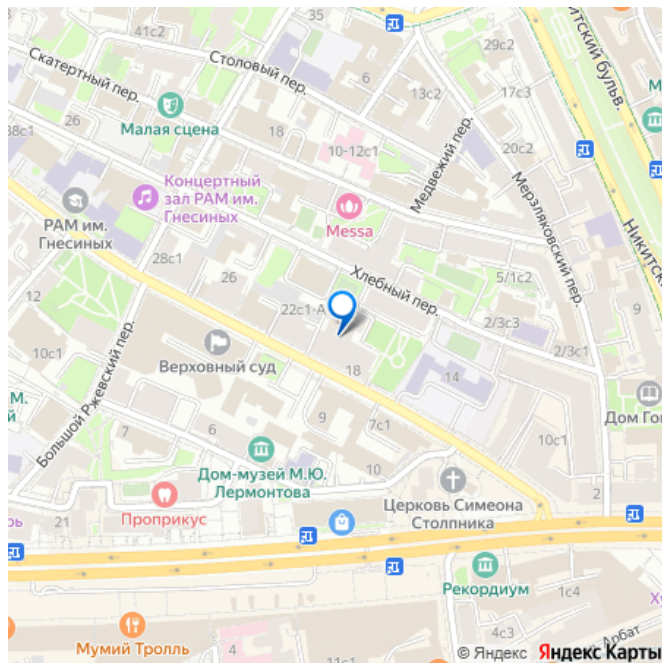 35
41с2
Скатертный пер.
Столовый пер.
29с2
6
13с2
17с3
Малая сцена
26
18
38с1
10-12с1
20с2
Медвежий пер.
Мерзляковский пер.
Концертный
зал РАМ им.
Гнесиных
Messa
РАМ им.
Гнесиных
28с1
26
Хлебный пер.
5/1с2
12
22с1-А
9
2/3с3
2/3с1
10с1
Верховный суд
18
14
Большой Ржевский пер.
9
7с1
10с1
7
6
10
Дом-музей М.Ю.
Лермонтова
Церковь Симеона
Столпника
2
Проприкус
21
Рекордиум
1с4
Мумий Тролль
4
11с1
4с3
Арбат
© Яндекс Яндекс Карты